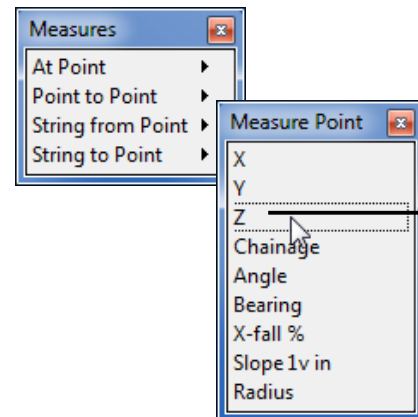 Measures
At Point
Point to Point
String from Point
String to Point
Measure Point
X
Y
Z
Chainage
Angle
Bearing
X-fall %
Slope 1v in
Radius